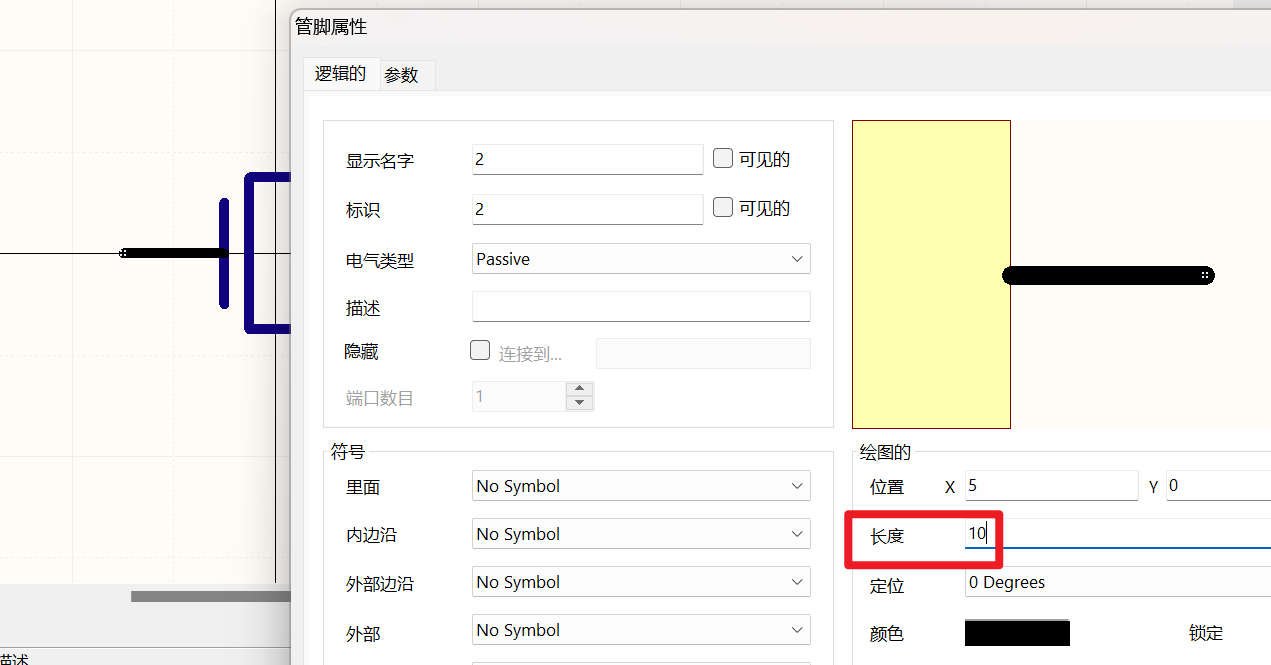 管脚属性
逻辑的 参数
显示名字 2 可见的
标识 2 可见的
电气类型 Passive
描述
隐藏 连接到...
端口数目 1
符号
里面 No Symbol
内边沿 No Symbol
外部边沿 No Symbol
外部 No Symbol
绘图的
位置 X 5 Y 0
长度 10
定位 0 Degrees
颜色 锁定
描述